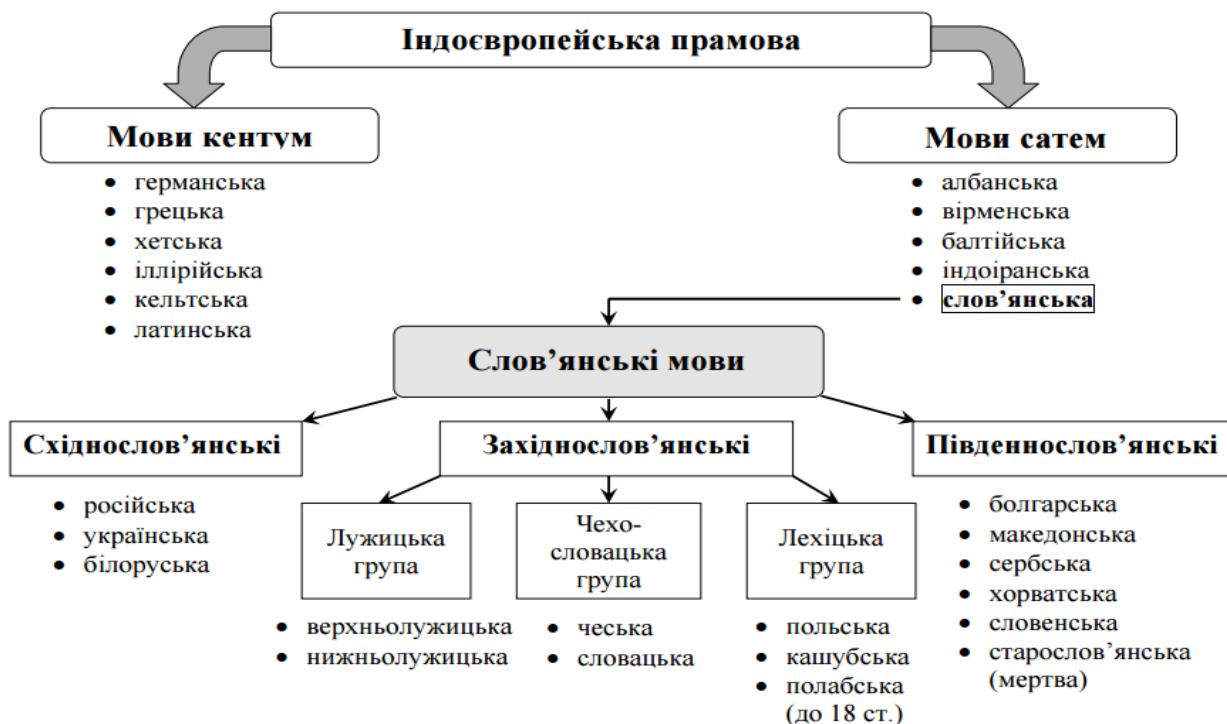 Індоєвропейська прамова
Мови кентум
• германська
• грецька
• хетська
• іллірійська
• кельтська
• латинська
Мови сатем
• албанська
• вірменська
• балтійська
• індоіранська
• слов’янська
Слов’янські мови
Східнослов’янські
• російська
• українська
• білоруська
Західнослов’янські
Лужицька
група
• верхньолужицька
• нижньолужицька
Чехо-
словацька
група
• чеська
• словацька
Лехіцька
група
• польська
• кашубська
• полабська
(до 18 ст.)
Південнослов’янські
• болгарська
• македонська
• сербська
• хорватська
• словенська
• старослов’янська
(мертва)